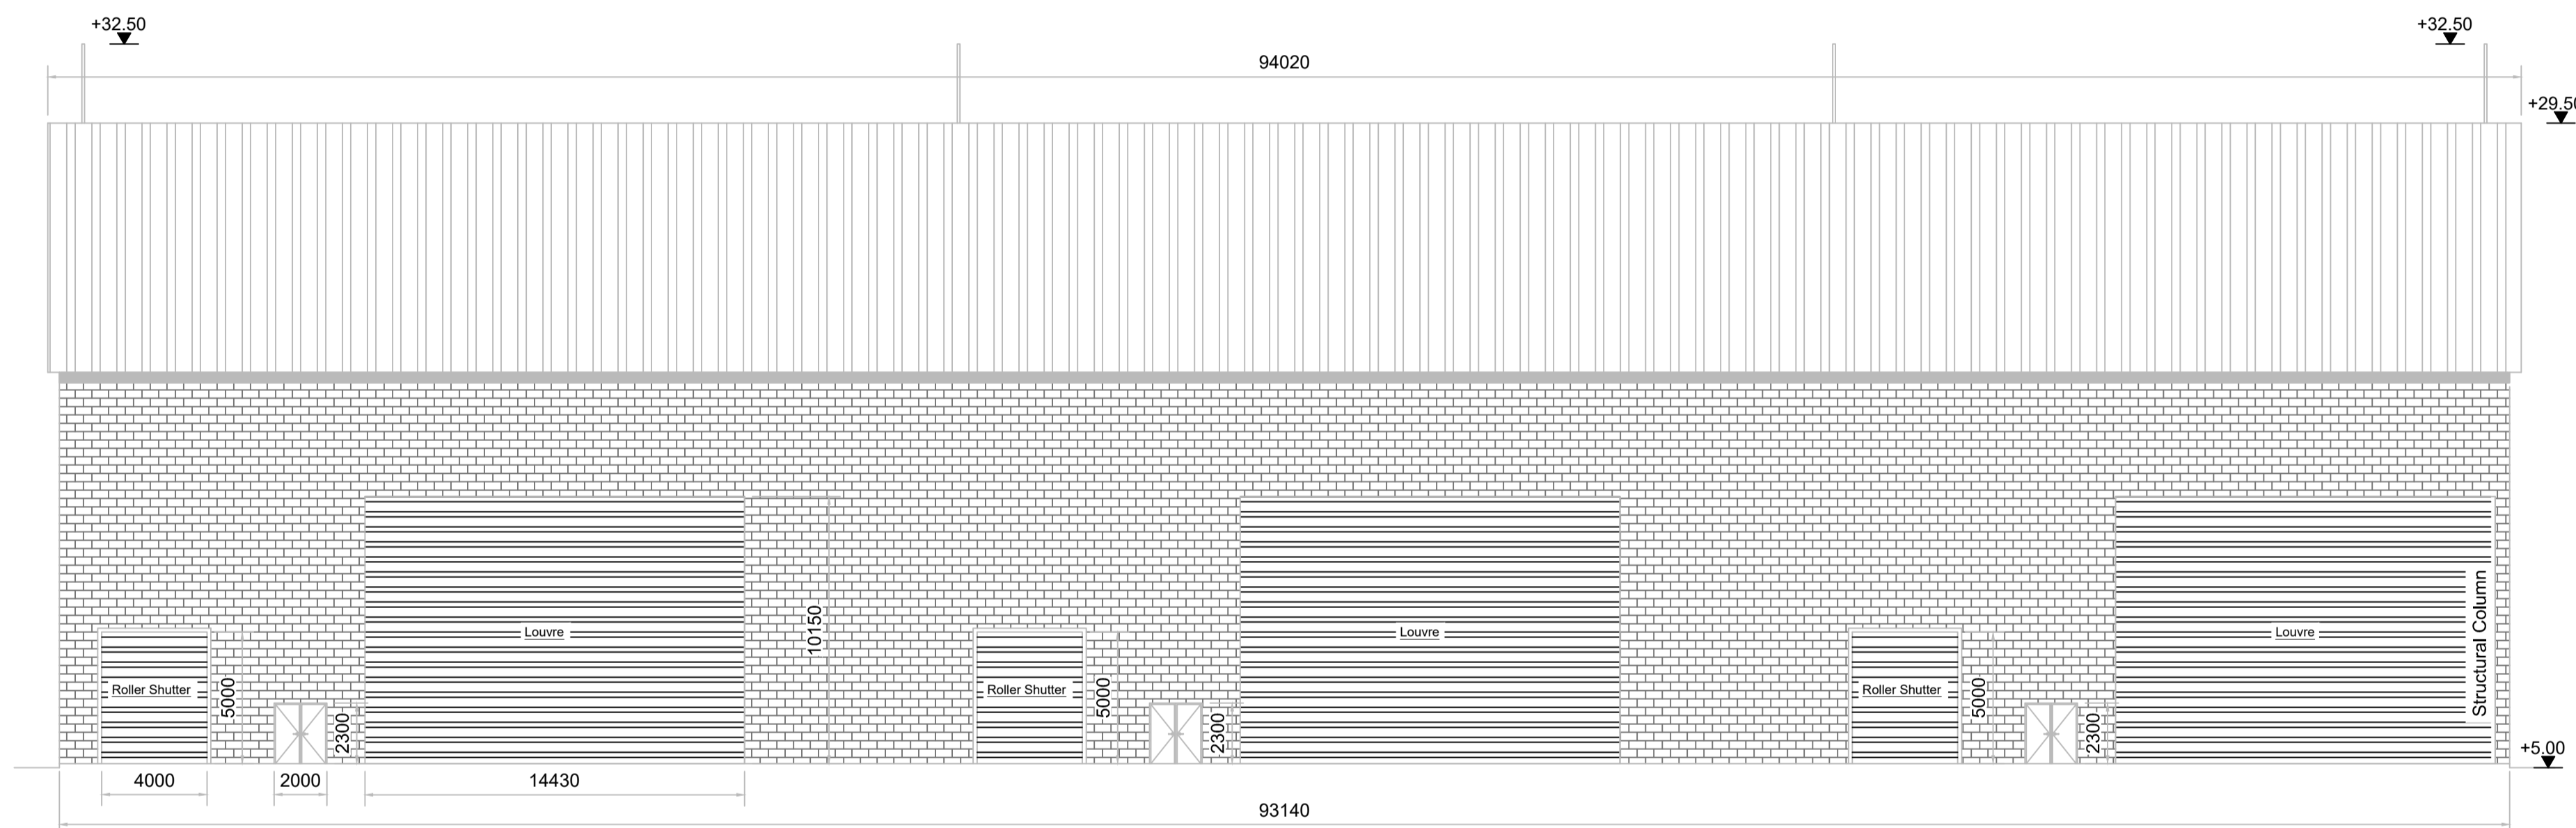 +32.50
+32.50
94020
+29.50
Louvre
Louvre
Louvre
10150
Structural Column
Roller Shutter
5000
2300
Roller Shutter
5000
2300
Roller Shutter
5000
2300
+5.00
4000
2000
14430
93140